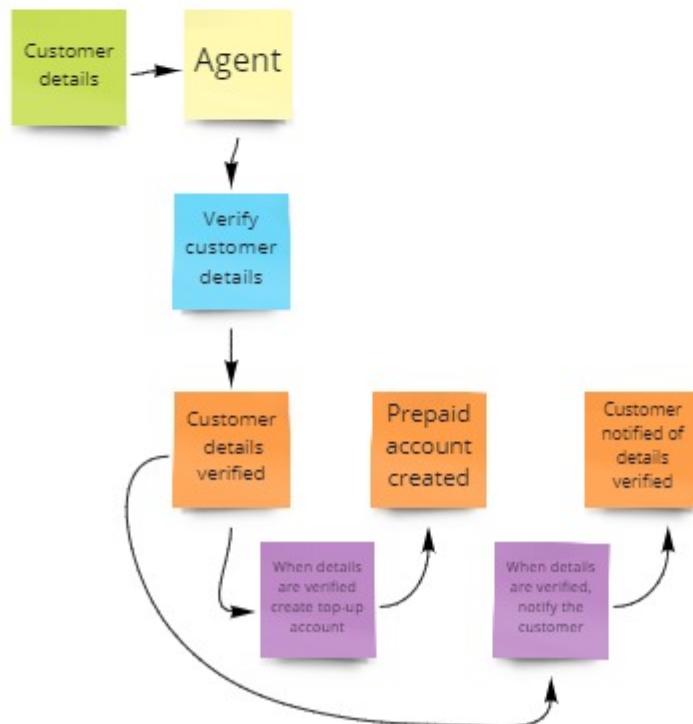 Customer
details
Agent
Verify
customer
details
Customer
details
verified
Prepaid
account
created
Customer
notified of
details
verified
When details
are verified
create top-up
account
When details
are verified,
notify the
customer